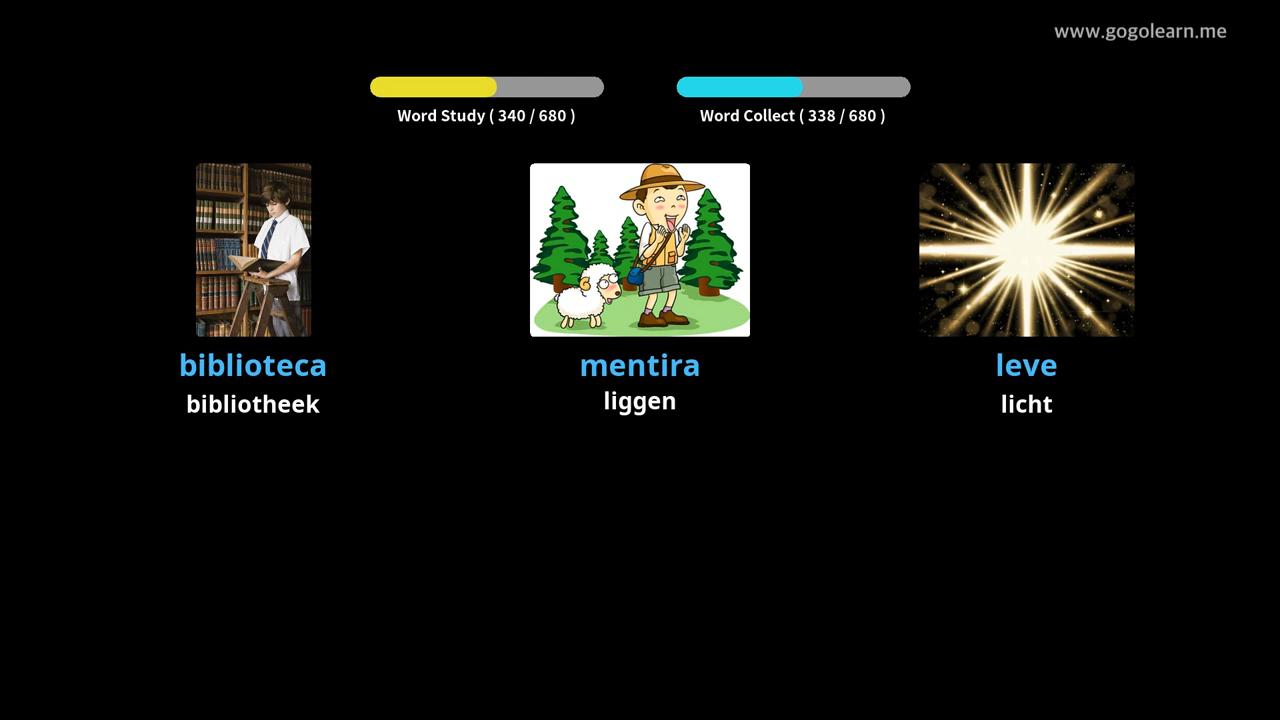 www.gogolearn.me
Word Study ( 340 / 680 )
Word Collect ( 338 / 680 )
biblioteca
mentira
leve
bibliotheek
liggen
licht